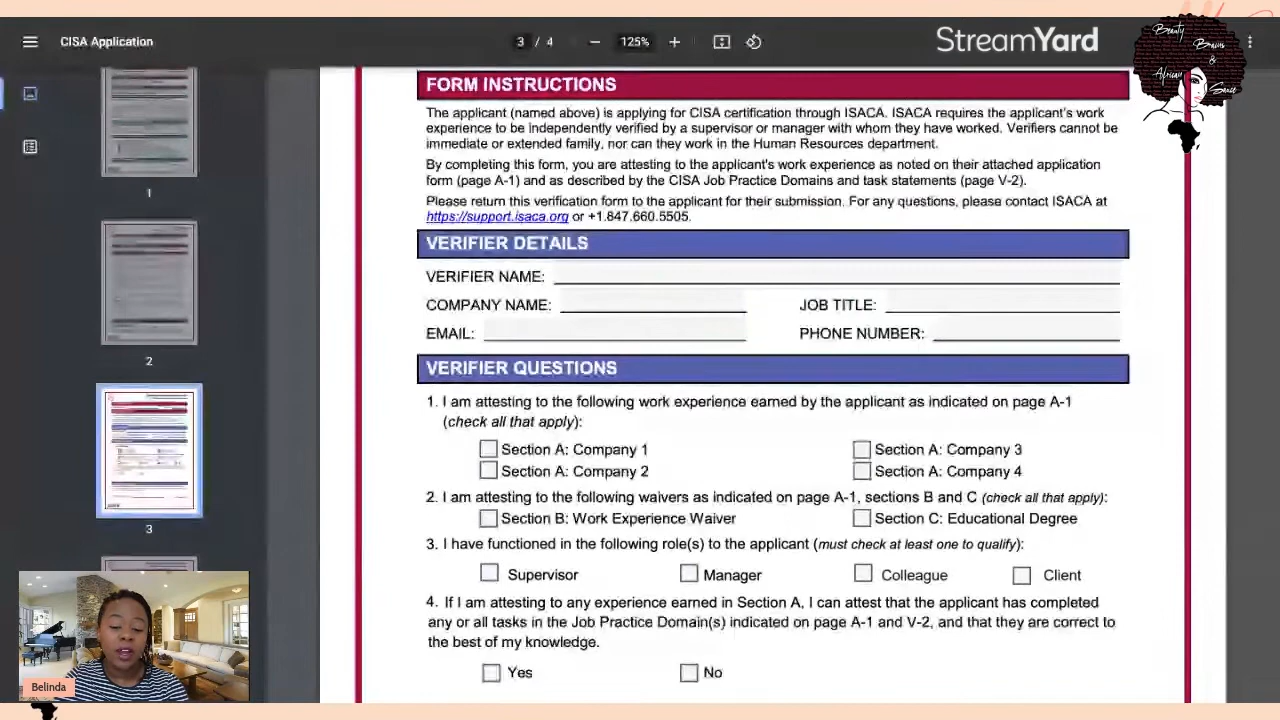 CISA Application
/ 4
125%
StreamYard
Beauty
Brains
&
African
Sauce
1
2
3
FORM INSTRUCTIONS
The applicant (named above) is applying for CISA certification through ISACA. ISACA requires the applicant's work
experience to be independently verified by a supervisor or manager with whom they have worked. Verifiers cannot be
immediate or extended family, nor can they work in the Human Resources department.
By completing this form, you are attesting to the applicant's work experience as noted on their attached application
form (page A-1) and as described by the CISA Job Practice Domains and task statements (page V-2).
Please return this verification form to the applicant for their submission. For any questions, please contact ISACA at
https://support.isaca.org or +1.847.660.5505.
VERIFIER DETAILS
VERIFIER NAME:
COMPANY NAME: JOB TITLE:
EMAIL: PHONE NUMBER:
VERIFIER QUESTIONS
1. I am attesting to the following work experience earned by the applicant as indicated on page A-1
(check all that apply):
Section A: Company 1 Section A: Company 3
Section A: Company 2 Section A: Company 4
2. I am attesting to the following waivers as indicated on page A-1, sections B and C (check all that apply):
Section B: Work Experience Waiver Section C: Educational Degree
3. I have functioned in the following role(s) to the applicant (must check at least one to qualify):
Supervisor Manager Colleague Client
4. If I am attesting to any experience earned in Section A, I can attest that the applicant has completed
any or all tasks in the Job Practice Domain(s) indicated on page A-1 and V-2, and that they are correct to
the best of my knowledge.
Yes No
Belinda